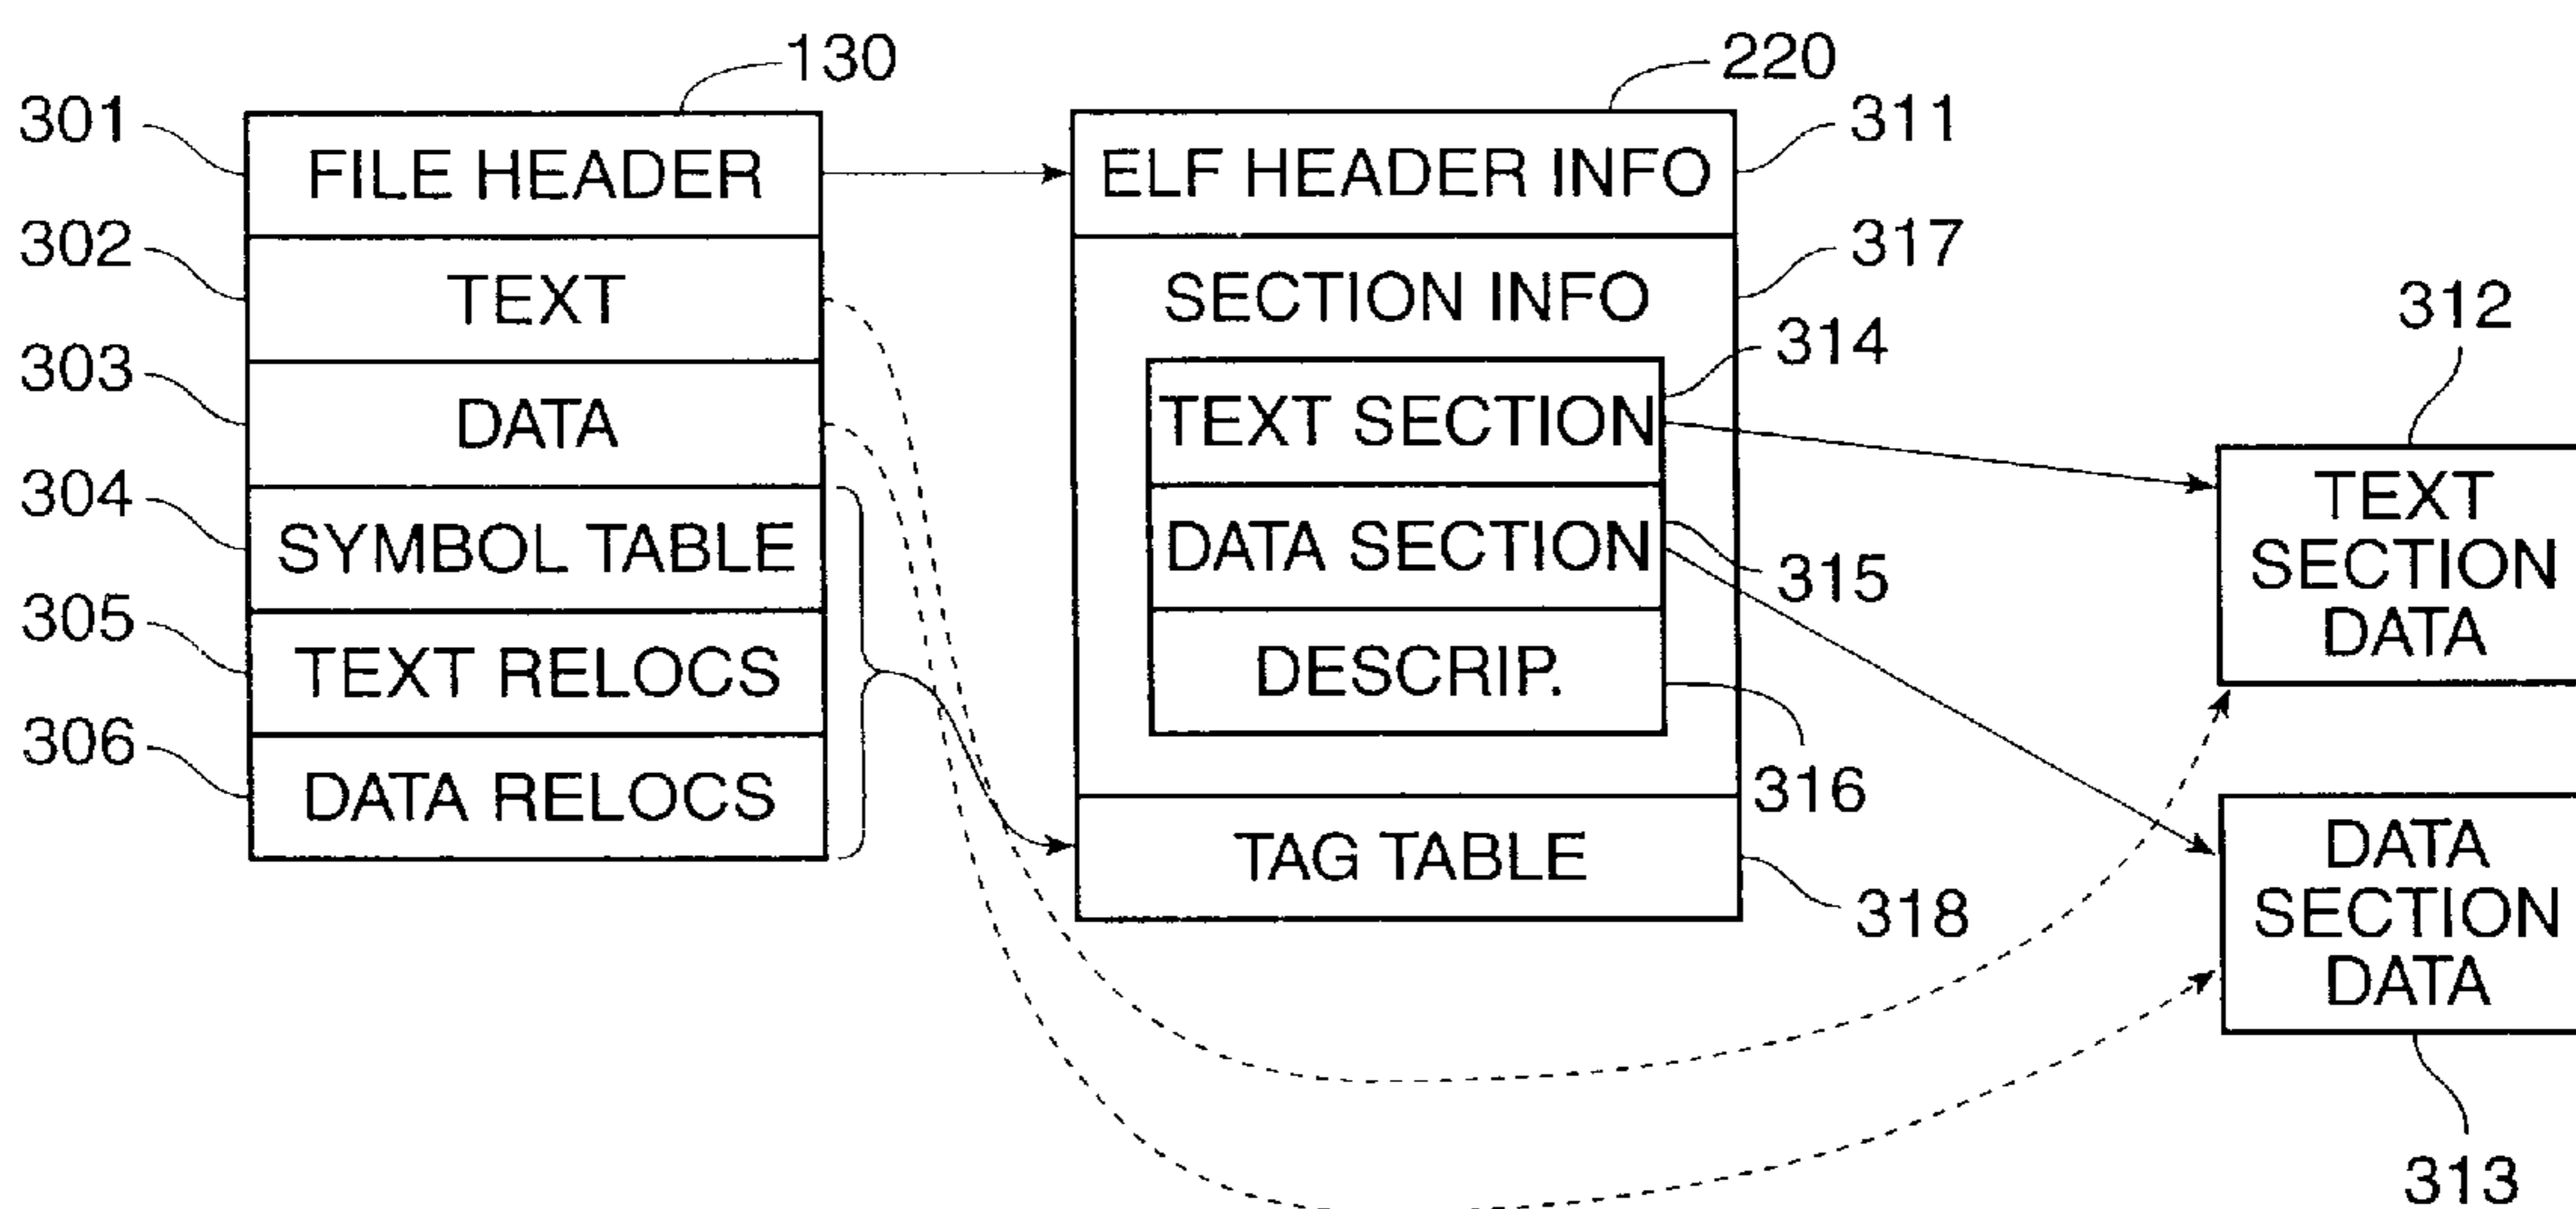 130
220
301
FILE HEADER
ELF HEADER INFO
311
302
TEXT
SECTION INFO
317
303
DATA
314
TEXT SECTION
312
304
SYMBOL TABLE
DATA SECTION
315
TEXT
SECTION
DATA
305
TEXT RELOCS
DESCRIP.
316
306
DATA RELOCS
TAG TABLE
318
DATA
SECTION
DATA
313